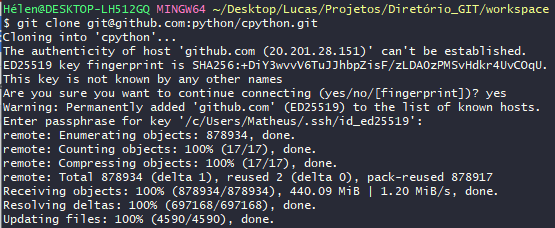 Hélen@DESKTOP-LH512GQ MINGW64 ~/Desktop/Lucas/Projetos/Diretório_GIT/workspace
$ git clone git@github.com:python/cpython.git
Cloning into 'cpython'...
The authenticity of host 'github.com (20.201.28.151)' can't be established.
ED25519 key fingerprint is SHA256:+DiY3wvvV6TuJJhbpZisF/zLDA0zPMSvHdkr4UvCOqU.
This key is not known by any other names
Are you sure you want to continue connecting (yes/no/[fingerprint])? yes
Warning: Permanently added 'github.com' (ED25519) to the list of known hosts.
Enter passphrase for key '/c/Users/Matheus/.ssh/id_ed25519':
remote: Enumerating objects: 878934, done.
remote: Counting objects: 100% (17/17), done.
remote: Compressing objects: 100% (17/17), done.
remote: Total 878934 (delta 1), reused 2 (delta 0), pack-reused 878917
Receiving objects: 100% (878934/878934), 440.09 MiB | 1.20 MiB/s, done.
Resolving deltas: 100% (697168/697168), done.
Updating files: 100% (4590/4590), done.